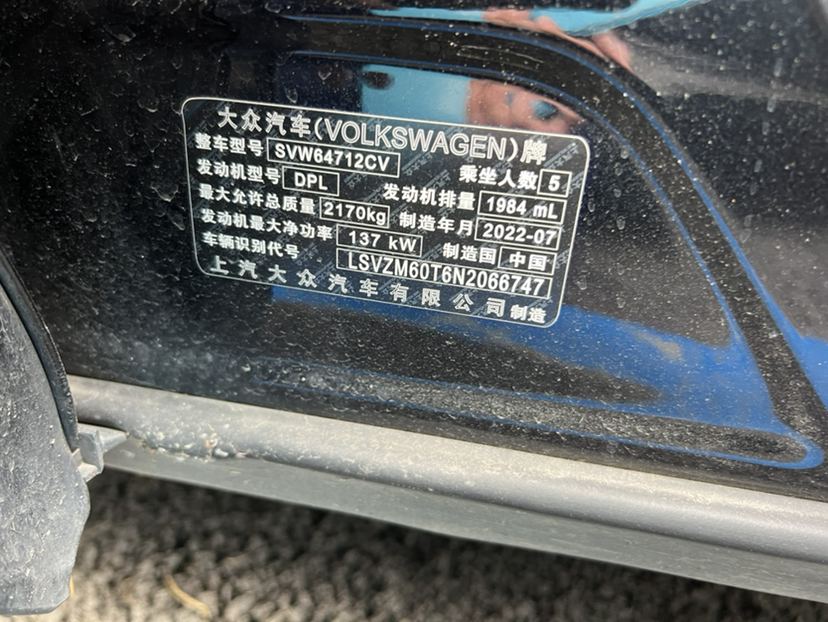 大众汽车(VOLKSWAGEN)牌
整车型号 SVW64712CV 乘坐人数 5
发动机型号 DPL 发动机排量 1984 mL
最大允许总质量 2170kg 制造年月 2022-07
发动机最大净功率 137 kW 制造国 中国
车辆识别代号 LSVZM60T6N2066747
上汽大众汽车有限公司 制造